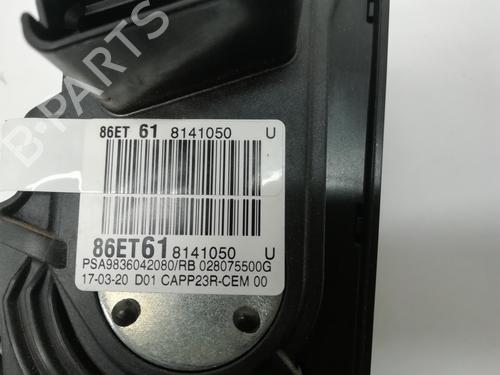 86ET 61 8141050 U
86ET61 8141050 U
PSA9836042080/RB 028075500G
17-03-20 D01 CAPP23R-CEM 00
B-PARTS